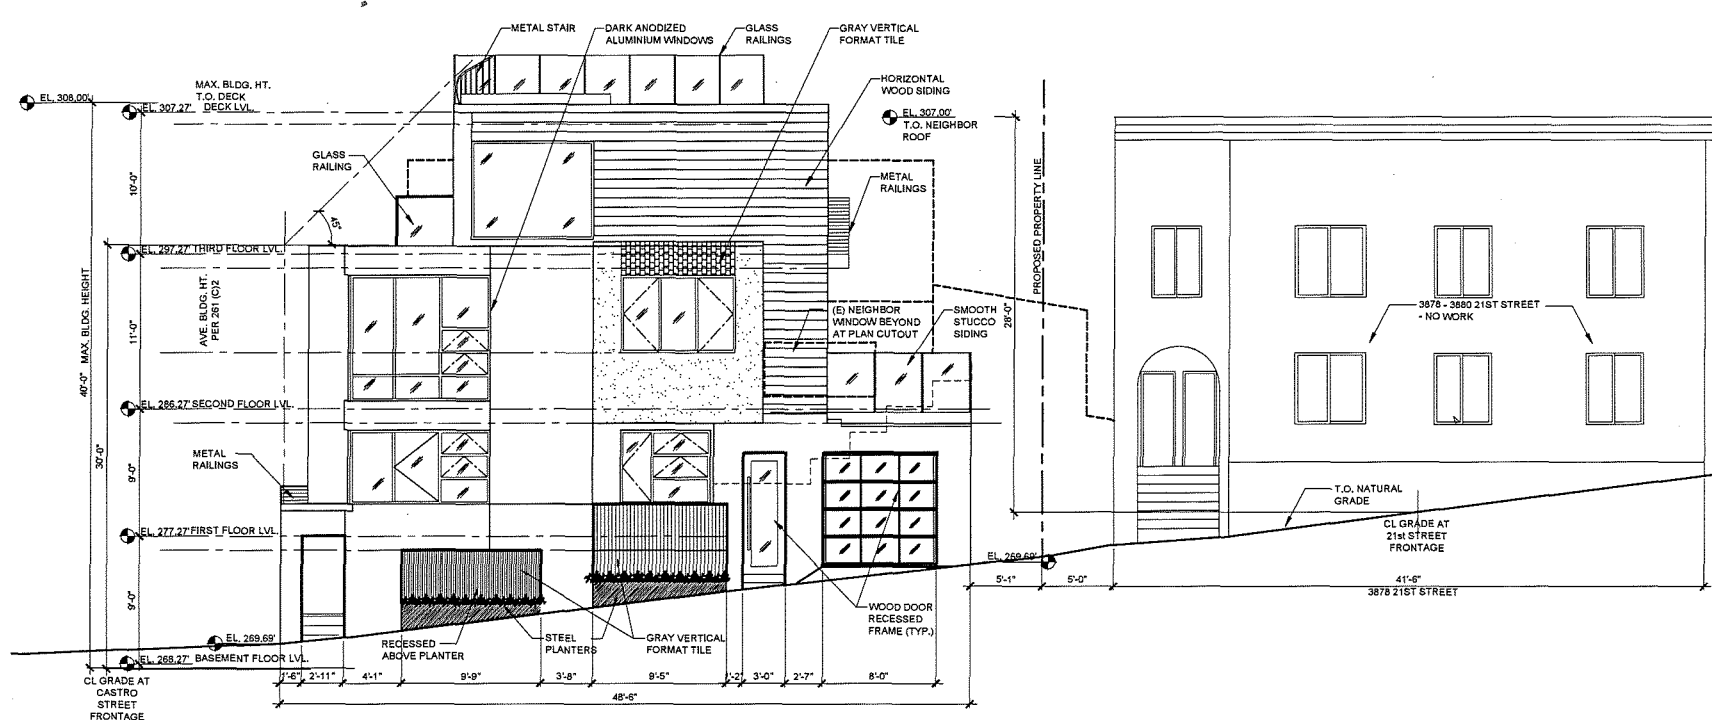 METAL STAIR
DARK ANODIZED
ALUMINIUM WINDOWS
GLASS
RAILINGS
GRAY VERTICAL
FORMAT TILE
MAX. BLDG. HT.
T.O. DECK
DECK LVL.
EL. 308.00'
EL. 307.27'
HORIZONTAL
WOOD SIDING
EL. 307.00'
T.O. NEIGHBOR
ROOF
GLASS
RAILING
METAL
RAILINGS
10'-0"
45°
PROPOSED PROPERTY LINE
EL. 297.27' THIRD FLOOR LVL.
40'-0" MAX. BLDG. HEIGHT
AVE. BLDG. HT.
PER 261 (C)2
11'-0"
(E) NEIGHBOR
WINDOW BEYOND
AT PLAN CUTOUT
SMOOTH
STUCCO
SIDING
28'-0"
3878 - 3880 21ST STREET
- NO WORK
EL. 286.27' SECOND FLOOR LVL.
30'-0"
METAL
RAILINGS
9'-0"
T.O. NATURAL
GRADE
CL GRADE AT
21st STREET
FRONTAGE
EL. 277.27' FIRST FLOOR LVL.
EL. 269.69'
5'-1"
5'-0"
41'-6"
3878 21ST STREET
9'-0"
WOOD DOOR
RECESSED
FRAME (TYP.)
EL. 269.69'
RECESSED
ABOVE PLANTER
STEEL
PLANTERS
GRAY VERTICAL
FORMAT TILE
EL. 268.27' BASEMENT FLOOR LVL.
CL GRADE AT
CASTRO
STREET
FRONTAGE
1'-6"
2'-11"
4'-1"
9'-9"
3'-8"
9'-5"
3'-0"
2'-7"
8'-0"
48'-6"